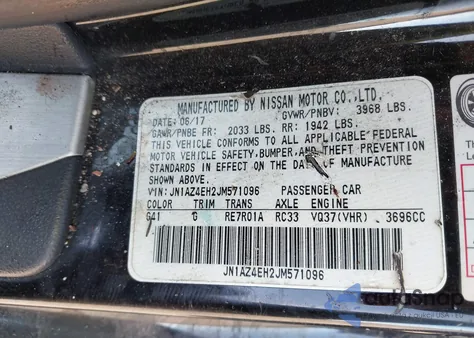 MANUFACTURED BY NISSAN MOTOR CO.,LTD.
DATE: 06/17 GVWR/PNBV: 3968 LBS.
GAWR/PNBE FR: 2033 LBS. RR: 1942 LBS.
THIS VEHICLE CONFORMS TO ALL APPLICABLE FEDERAL
MOTOR VEHICLE SAFETY, BUMPER, AND THEFT PREVENTION
STANDARDS IN EFFECT ON THE DATE OF MANUFACTURE
SHOWN ABOVE.
VIN: JN1AZ4EH2JM571096 PASSENGER CAR
COLOR TRIM TRANS AXLE ENGINE
G41 G RE7R01A RC33 VQ37(VHR) 3696CC
JN1AZ4EH2JM571096
autoSnap